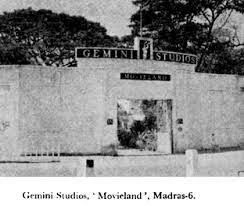 GEMINI STUDIOS
MOVIELAND
Gemini Studios, 'Movieland', Madras-6.